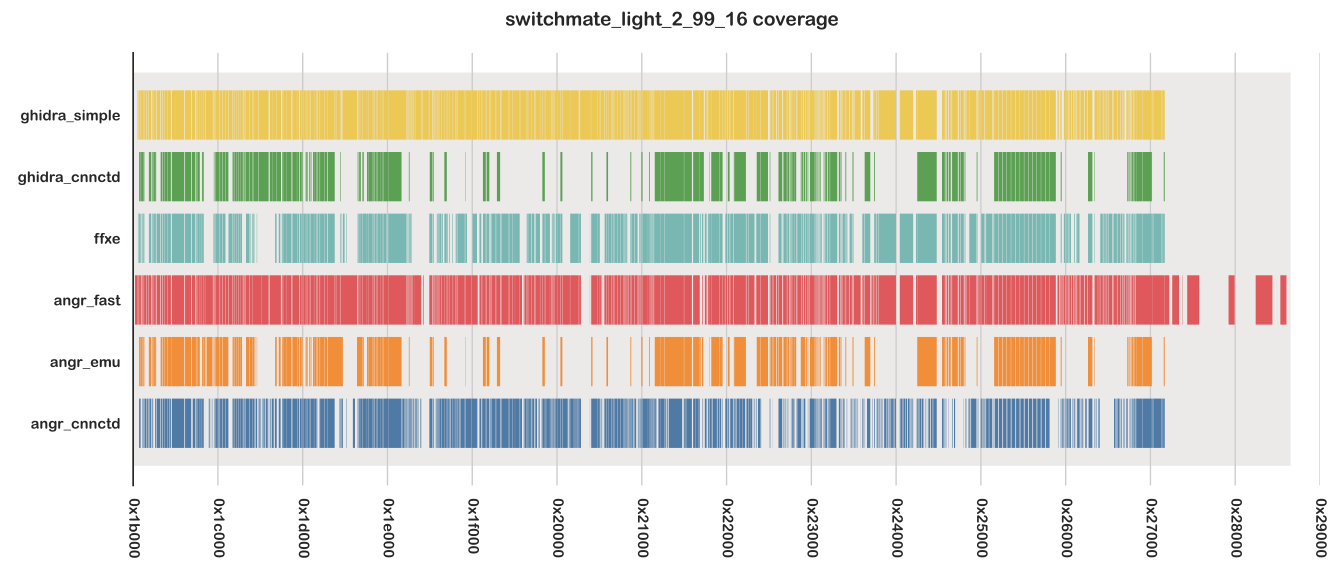 switchmate_light_2_99_16 coverage
ghidra_simple
ghidra_cnnctd
ffxe
angr_fast
angr_emu
angr_cnnctd
0x1b000
0x1c000
0x1d000
0x1e000
0x1f000
0x20000
0x21000
0x22000
0x23000
0x24000
0x25000
0x26000
0x27000
0x28000
0x29000